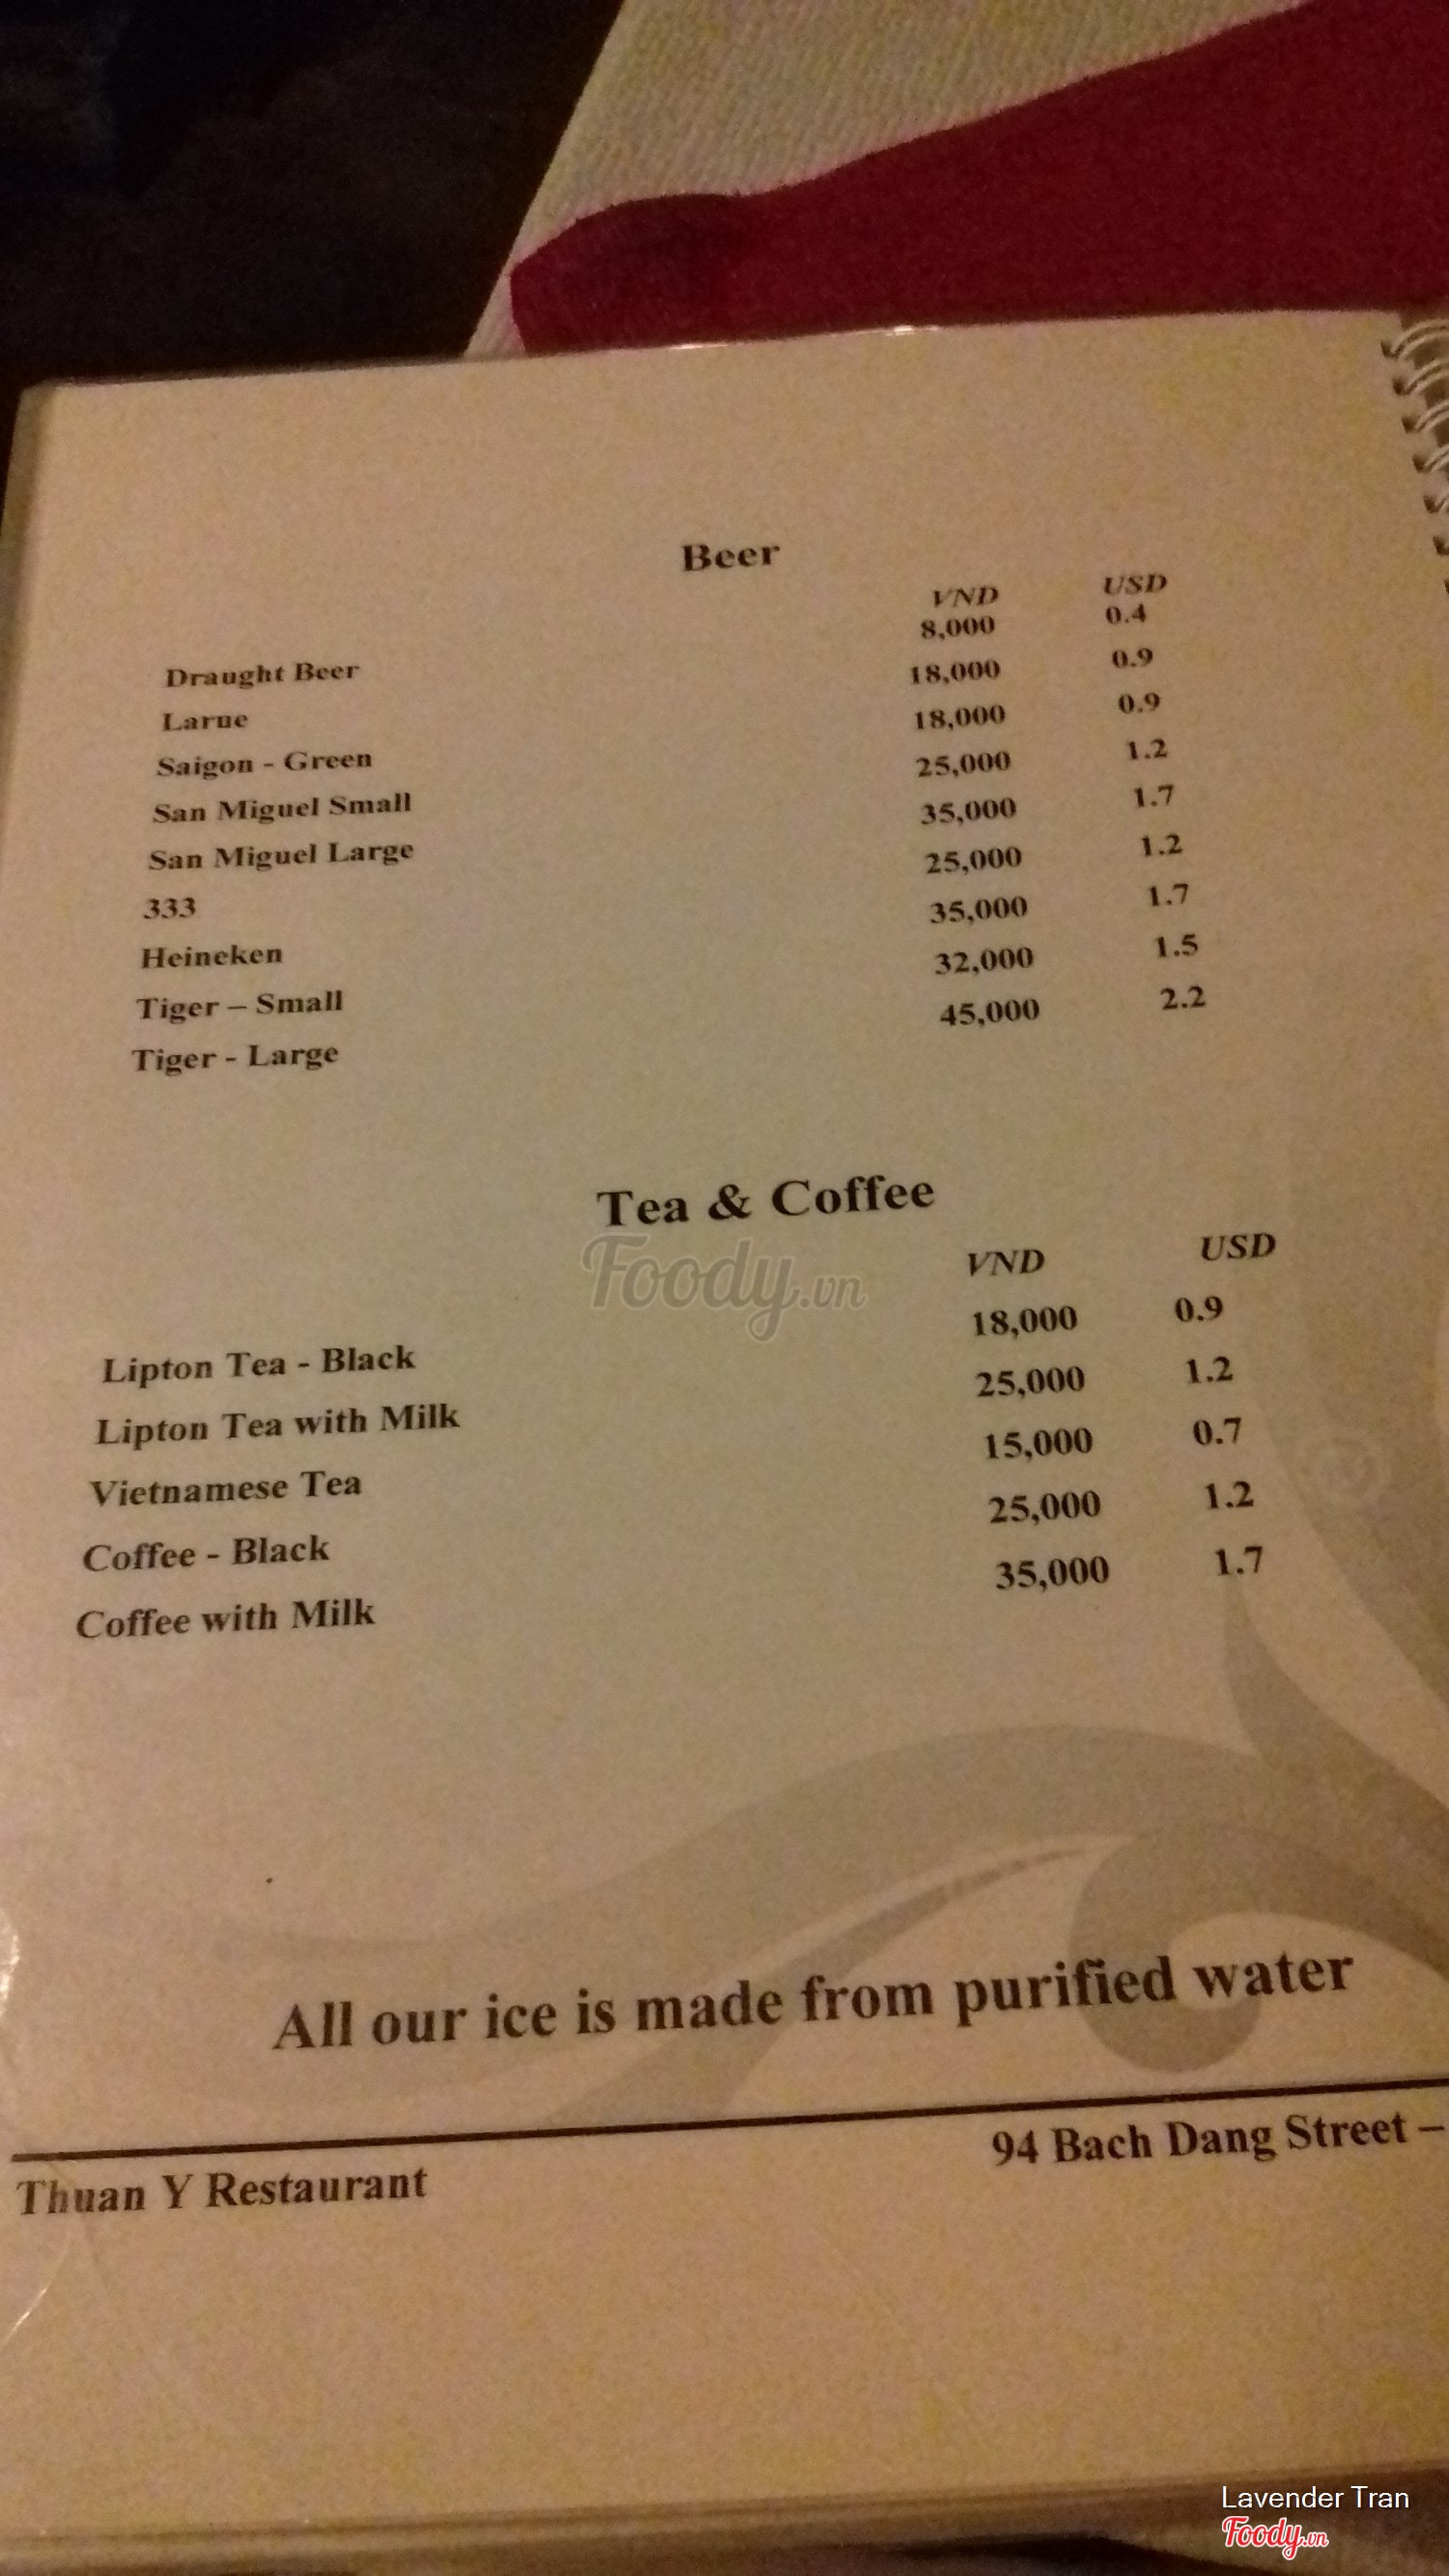 Beer
VND USD
Draught Beer 8,000 0.4
Larue 18,000 0.9
Saigon - Green 18,000 0.9
San Miguel Small 25,000 1.2
San Miguel Large 35,000 1.7
333 25,000 1.2
Heineken 35,000 1.7
Tiger – Small 32,000 1.5
Tiger - Large 45,000 2.2
Tea & Coffee
Foody.vn
VND USD
Lipton Tea - Black 18,000 0.9
Lipton Tea with Milk 25,000 1.2
Vietnamese Tea 15,000 0.7
Coffee - Black 25,000 1.2
Coffee with Milk 35,000 1.7
All our ice is made from purified water
Thuan Y Restaurant 94 Bach Dang Street –
Lavender Tran
Foody.vn